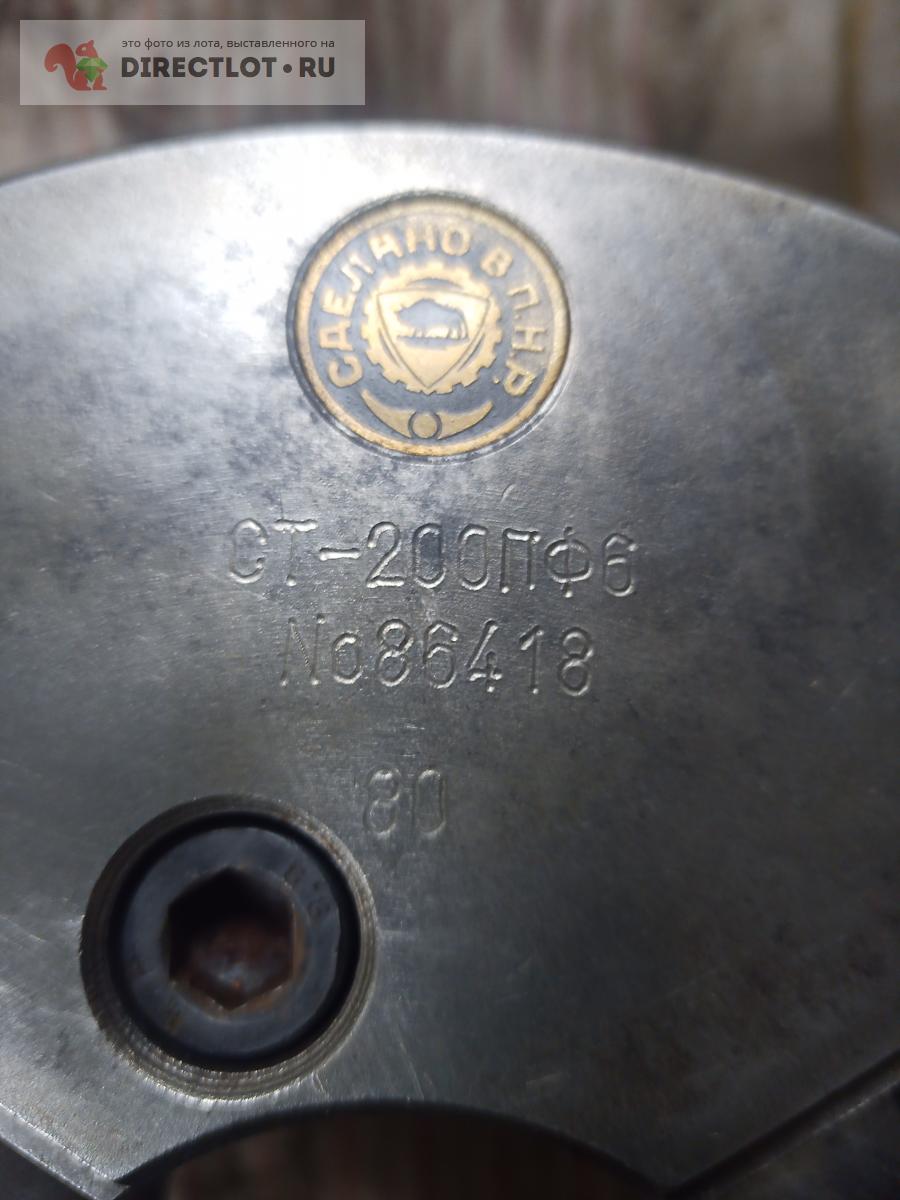 это фото из лота, выставленного на
DIRECTLOT•RU
СДЕЛАНО В П.Н.Р.
СТ-200ПФ6
No86418
80